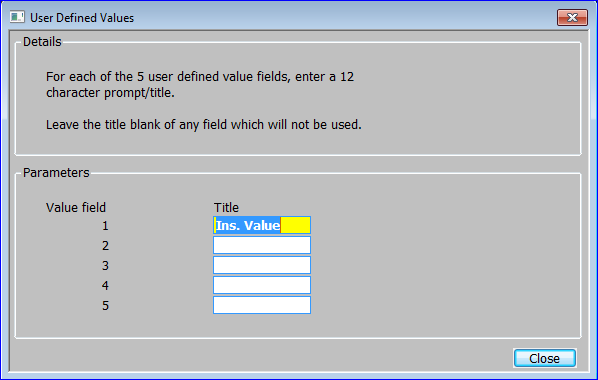 User Defined Values
Details
For each of the 5 user defined value fields, enter a 12
character prompt/title.
Leave the title blank of any field which will not be used.
Parameters
Value field Title
1 Ins. Value
2
3
4
5
Close